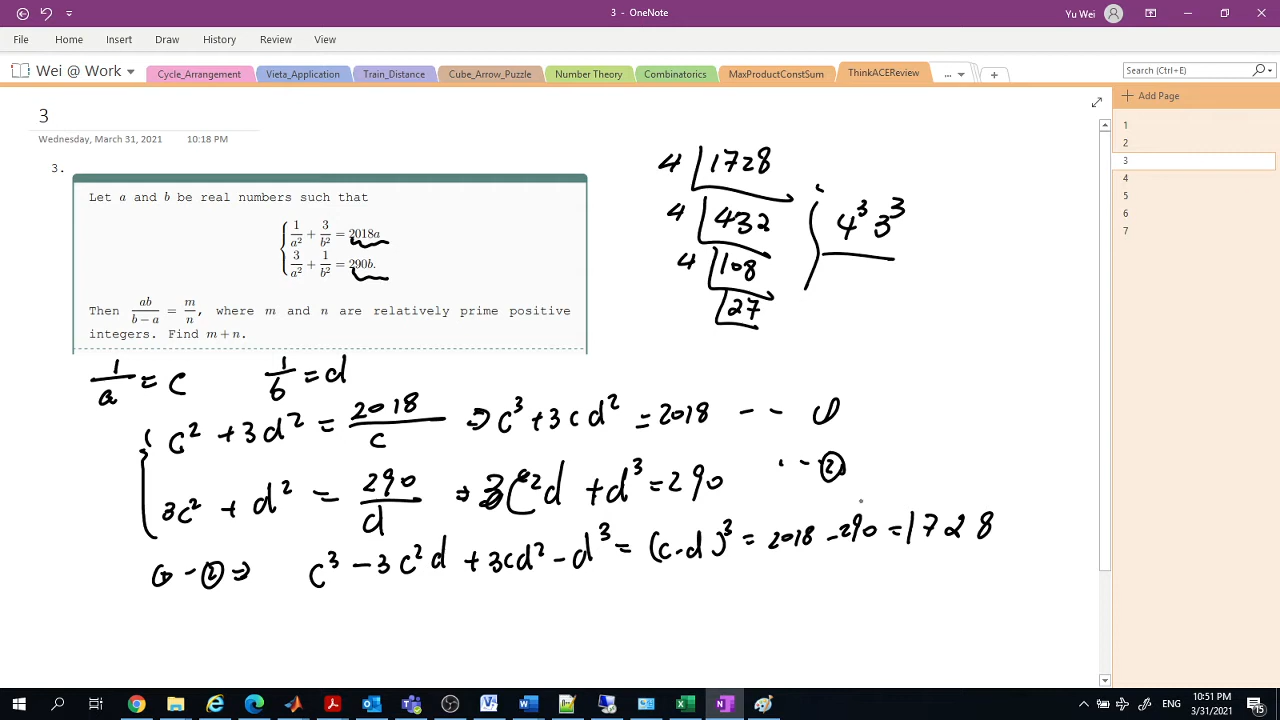 3 - OneNote
Yu Wei
File Home Insert Draw History Review View
Wei @ Work
Cycle_Arrangement Vieta_Application Train_Distance Cube_Arrow_Puzzle Number Theory Combinatorics MaxProductConstSum ThinkACEReview ...
Search (Ctrl+E)
Add Page
1
2
3
4
5
6
7
3
Wednesday, March 31, 2021 10:18 PM
3.
Let a and b be real numbers such that
1/a² + 3/b² = 2018a
3/a² + 1/b² = 290b.
Then ab/(b−a) = m/n, where m and n are relatively prime positive
integers. Find m+n.
4 | 1728
4 | 432
4 | 108
27
4³ 3³
1/a = c 1/b = d
c² + 3d² = 2018/c ⇒ c³ + 3cd² = 2018 -- ①
3c² + d² = 290/d ⇒ 3c²d + d³ = 290 -- ②
① - ② ⇒ c³ − 3c²d + 3cd² − d³ = (c-d)³ = 2018 - 290 = 1728
10:51 PM
3/31/2021